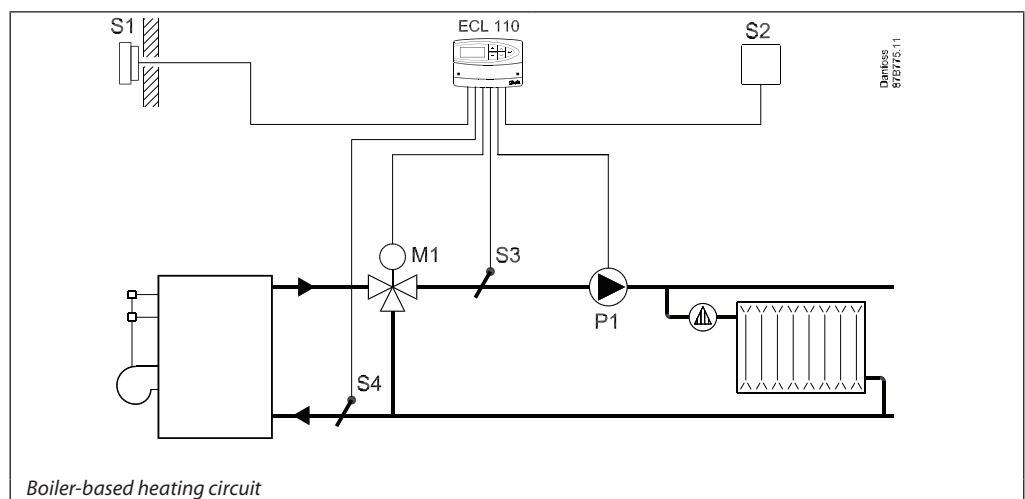 S1
ECL 110
S2
Danfoss
87B775.11
M1
S3
P1
S4
Boiler-based heating circuit